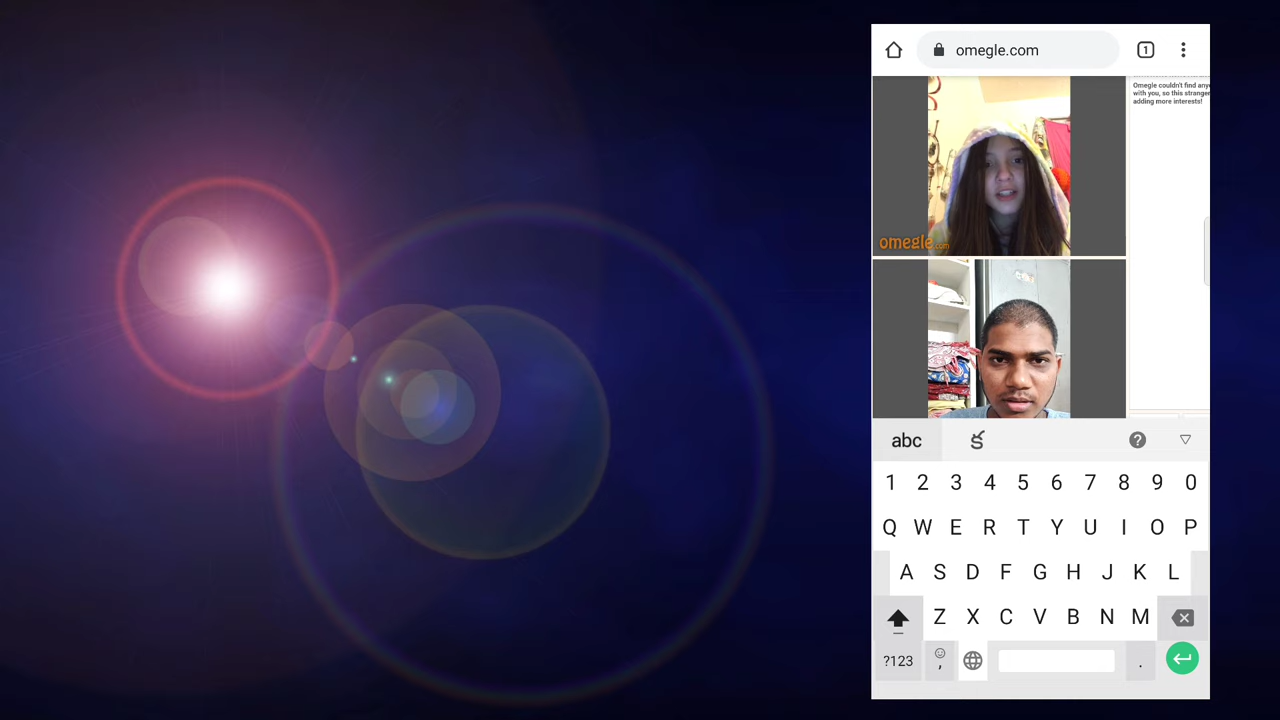 omegle.com
1
Omegle couldn't find any
with you, so this stranger
adding more interests!
omegle.com
abc
క
1 2 3 4 5 6 7 8 9 0
Q W E R T Y U I O P
A S D F G H J K L
Z X C V B N M
?123 , .